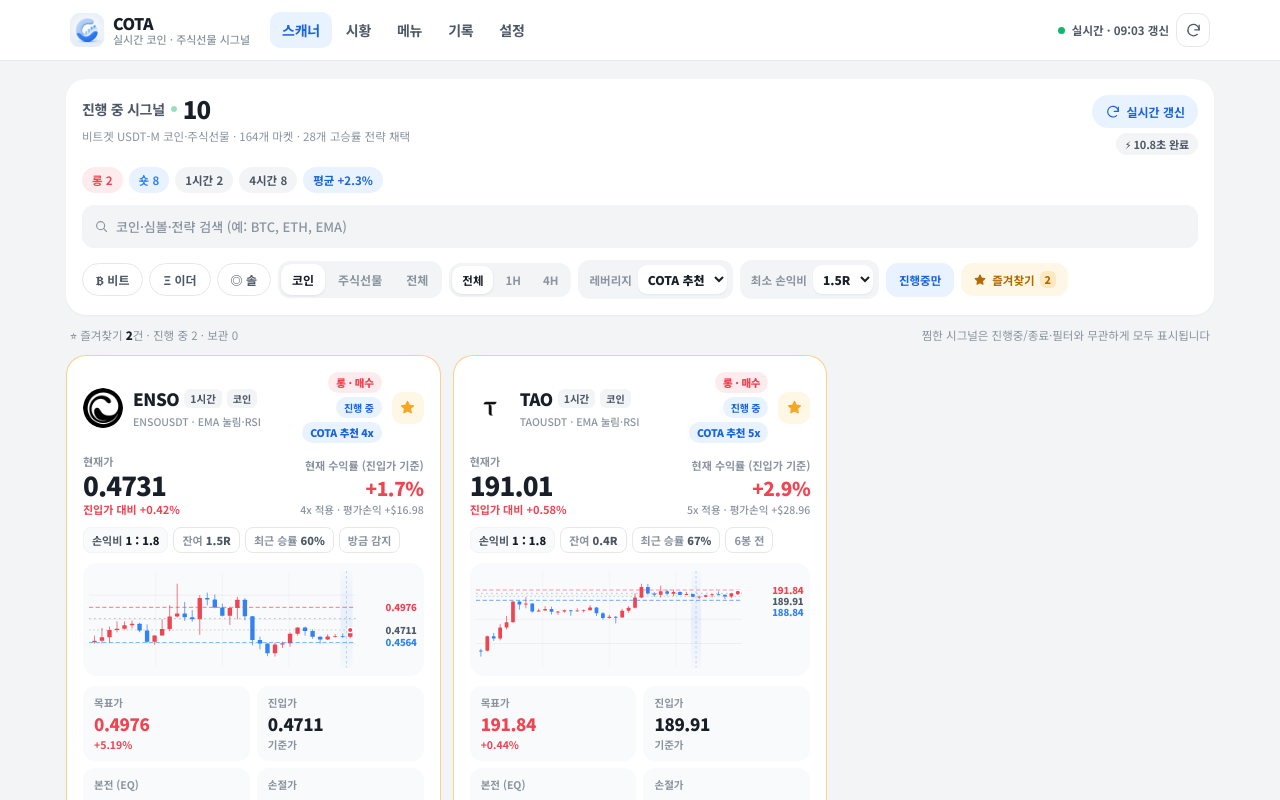 COTA
실시간 코인 · 주식선물 시그널
스캐너 시황 메뉴 기록 설정
실시간 · 09:03 갱신
진행 중 시그널 10
실시간 갱신
비트겟 USDT-M 코인·주식선물 · 164개 마켓 · 28개 고승률 전략 채택
⚡ 10.8초 완료
롱 2 숏 8 1시간 2 4시간 8 평균 +2.3%
코인·심볼·전략 검색 (예: BTC, ETH, EMA)
₿ 비트 Ξ 이더 ◎ 솔 코인 주식선물 전체 전체 1H 4H 레버리지 COTA 추천 최소 손익비 1.5R 진행중만 ★ 즐겨찾기 2
⭐ 즐겨찾기 2건 · 진행 중 2 · 보관 0
찜한 시그널은 진행중/종료·필터와 무관하게 모두 표시됩니다
ENSO 1시간 코인
ENSOUSDT · EMA 눌림·RSI
롱 · 매수
진행 중
COTA 추천 4x
현재가
0.4731
진입가 대비 +0.42%
현재 수익률 (진입가 기준)
+1.7%
4x 적용 · 평가손익 +$16.98
손익비 1 : 1.8 잔여 1.5R 최근 승률 60% 방금 감지
0.4976
0.4711
0.4564
목표가
0.4976
+5.19%
진입가
0.4711
기준가
본전 (EQ)
손절가
τ
TAO 1시간 코인
TAOUSDT · EMA 눌림·RSI
롱 · 매수
진행 중
COTA 추천 5x
현재가
191.01
진입가 대비 +0.58%
현재 수익률 (진입가 기준)
+2.9%
5x 적용 · 평가손익 +$28.96
손익비 1 : 1.8 잔여 0.4R 최근 승률 67% 6봉 전
191.84
189.91
188.84
목표가
191.84
+0.44%
진입가
189.91
기준가
본전 (EQ)
손절가